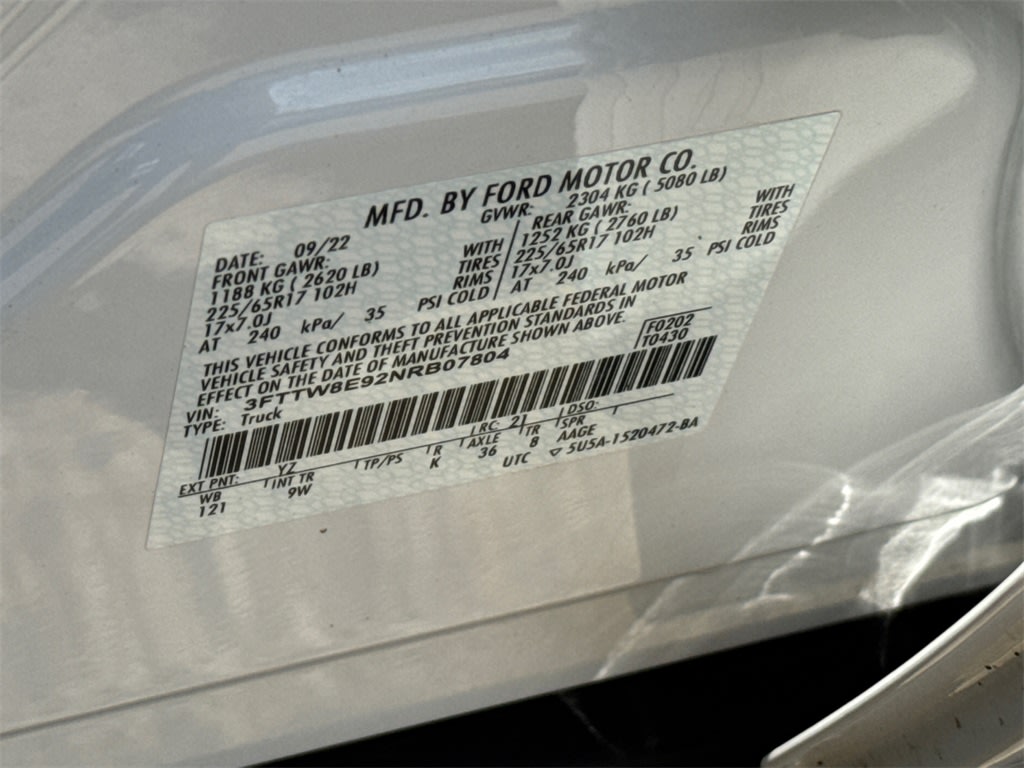 MFD. BY FORD MOTOR CO.
DATE: 09/22
GVWR: 2304 KG ( 5080 LB)
FRONT GAWR:
1188 KG ( 2620 LB) WITH
225/65R17 102H TIRES
17x7.0J RIMS
AT 240 kPa/ 35 PSI COLD
REAR GAWR:
1252 KG ( 2760 LB) WITH
225/65R17 102H TIRES
17x7.0J RIMS
AT 240 kPa/ 35 PSI COLD
THIS VEHICLE CONFORMS TO ALL APPLICABLE FEDERAL MOTOR
VEHICLE SAFETY AND THEFT PREVENTION STANDARDS IN
EFFECT ON THE DATE OF MANUFACTURE SHOWN ABOVE.
VIN: 3FTTW8E92NRB07804
TYPE: Truck
F0202
T0430
EXT PNT: YZ RC: 21 DSO:
WB INT TR TP/PS R AXLE TR SPR
121 9W K 36 8 AAGE
UTC ▽ 5U5A-1520472-BA